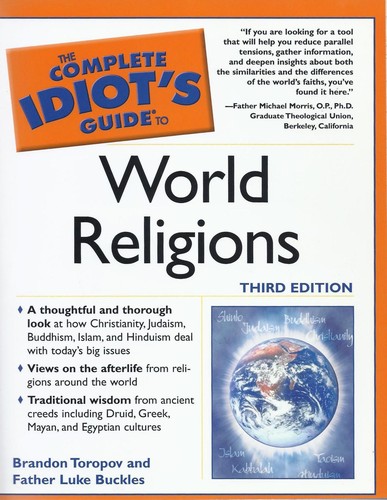 THE
COMPLETE
IDIOT'S
GUIDE® TO
"If you are looking for a tool
that will help you reduce parallel
tensions, gather information,
and deepen insights about both
the similarities and the differences
of the world's faiths, you've
found it here."
—Father Michael Morris, O.P., Ph.D.
Graduate Theological Union,
Berkeley, California
World
Religions
THIRD EDITION
♦ A thoughtful and thorough
look at how Christianity, Judaism,
Buddhism, Islam, and Hinduism deal
with today's big issues
♦ Views on the afterlife from reli-
gions around the world
♦ Traditional wisdom from ancient
creeds including Druid, Greek,
Mayan, and Egyptian cultures
Shinto
Judaism
Buddhism
Christianity
Islam
Kabbalah
Taoism
Hinduism
Brandon Toropov and
Father Luke Buckles